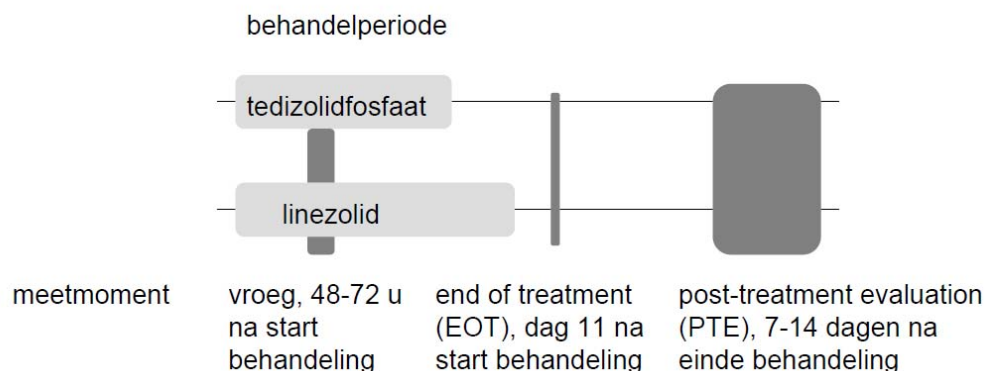 behandelperiode
tedizolidfosfaat
linezolid
meetmoment
vroeg, 48-72 u
na start
behandeling
end of treatment
(EOT), dag 11 na
start behandeling
post-treatment evaluation
(PTE), 7-14 dagen na
einde behandeling